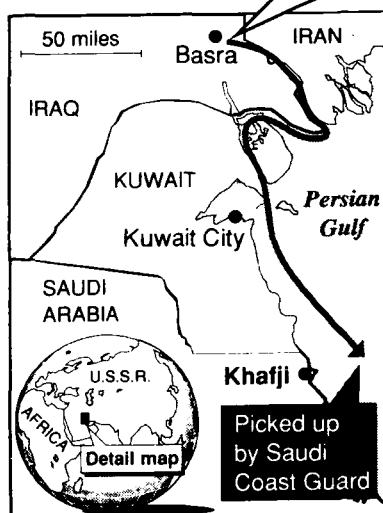 50 miles
Basra
IRAN
IRAQ
KUWAIT
Kuwait City
Persian
Gulf
SAUDI
ARABIA
Khafji
U.S.S.R.
AFRICA
Detail map
Picked up
by Saudi
Coast Guard